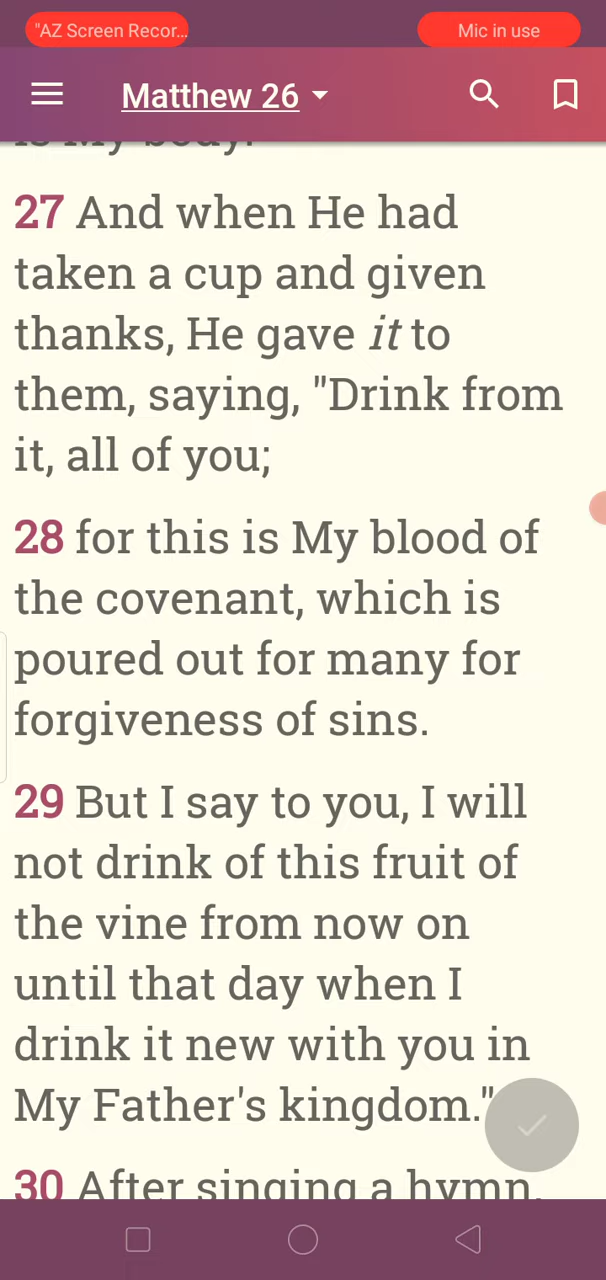 "AZ Screen Recor...
Mic in use
Matthew 26
is My body."
27 And when He had
taken a cup and given
thanks, He gave it to
them, saying, "Drink from
it, all of you;
28 for this is My blood of
the covenant, which is
poured out for many for
forgiveness of sins.
29 But I say to you, I will
not drink of this fruit of
the vine from now on
until that day when I
drink it new with you in
My Father's kingdom."
30 After singing a hymn,